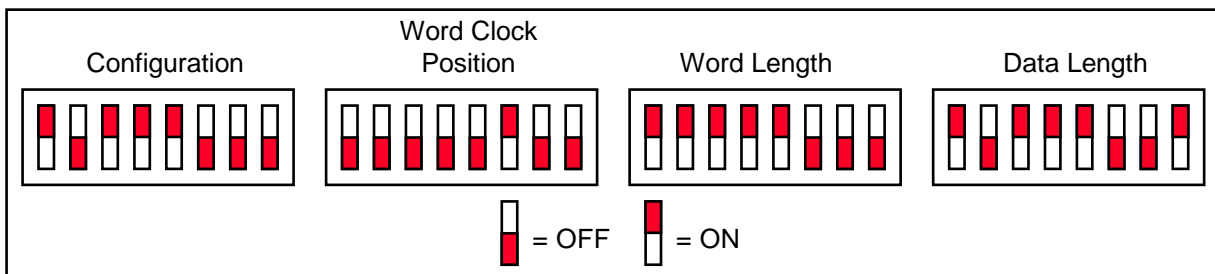 Configuration
Word Clock
Position
Word Length
Data Length
= OFF
= ON